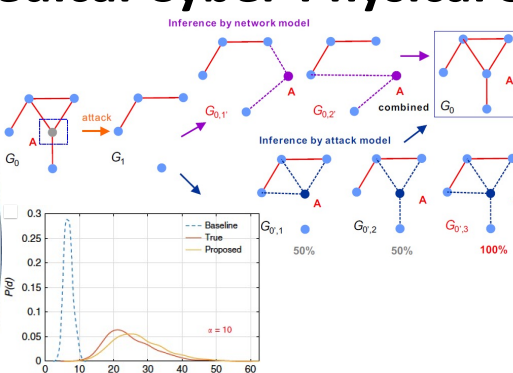 Inference by network model
A
A
attack
A
G0
G1
G0,1'
G0,2'
A
A
combined
G0
Inference by attack model
A
A
G0',1
G0',2
G0',3
50%
50%
100%
0.3
0.25
0.2
0.15
0.1
0.05
0
P(d)
Baseline
True
Proposed
α = 10
0
10
20
30
40
50
60